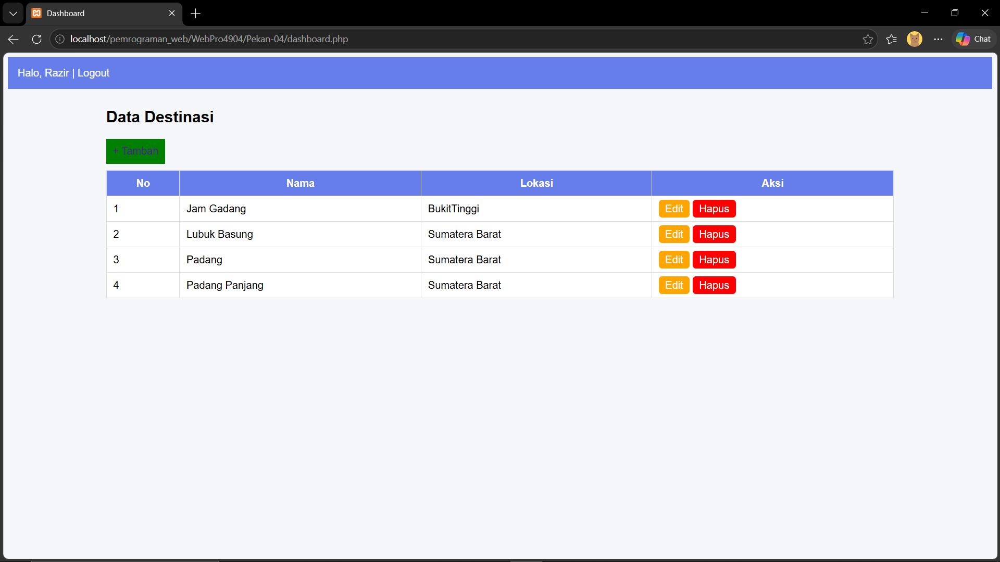 Dashboard
localhost/pemrograman_web/WebPro4904/Pekan-04/dashboard.php
Chat
Halo, Razir | Logout
Data Destinasi
+ Tambah
No Nama Lokasi Aksi
1 Jam Gadang BukitTinggi Edit Hapus
2 Lubuk Basung Sumatera Barat Edit Hapus
3 Padang Sumatera Barat Edit Hapus
4 Padang Panjang Sumatera Barat Edit Hapus